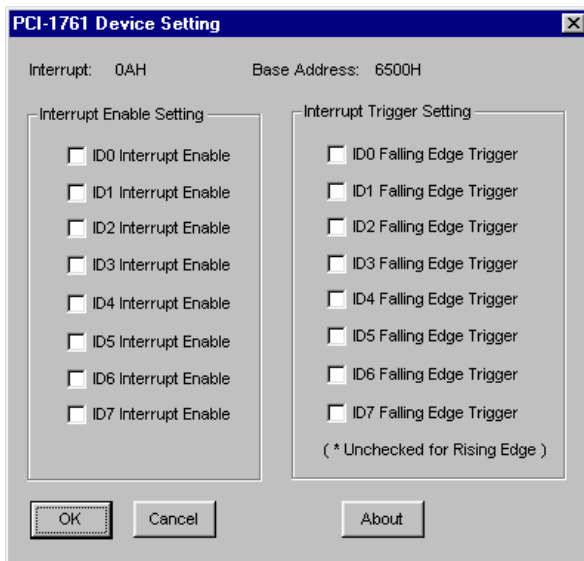 PCI-1761 Device Setting
Interrupt: 0AH Base Address: 6500H
Interrupt Enable Setting
ID0 Interrupt Enable
ID1 Interrupt Enable
ID2 Interrupt Enable
ID3 Interrupt Enable
ID4 Interrupt Enable
ID5 Interrupt Enable
ID6 Interrupt Enable
ID7 Interrupt Enable
Interrupt Trigger Setting
ID0 Falling Edge Trigger
ID1 Falling Edge Trigger
ID2 Falling Edge Trigger
ID3 Falling Edge Trigger
ID4 Falling Edge Trigger
ID5 Falling Edge Trigger
ID6 Falling Edge Trigger
ID7 Falling Edge Trigger
( * Unchecked for Rising Edge )
OK Cancel About